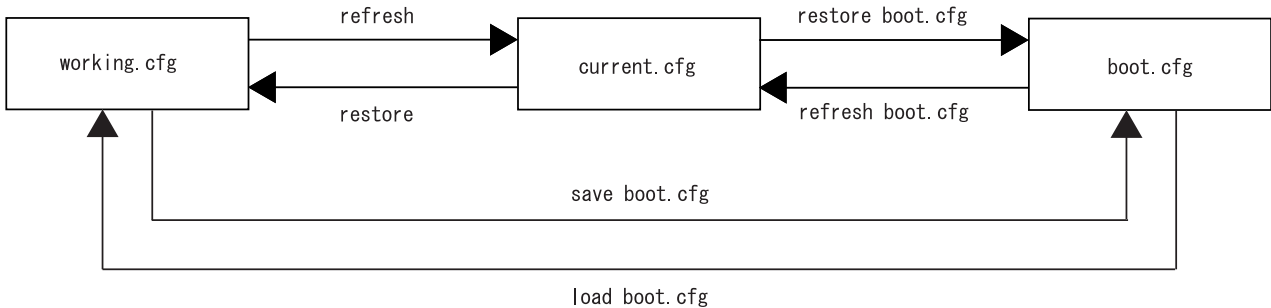 refresh
restore boot.cfg
working.cfg
current.cfg
boot.cfg
restore
refresh boot.cfg
save boot.cfg
load boot.cfg